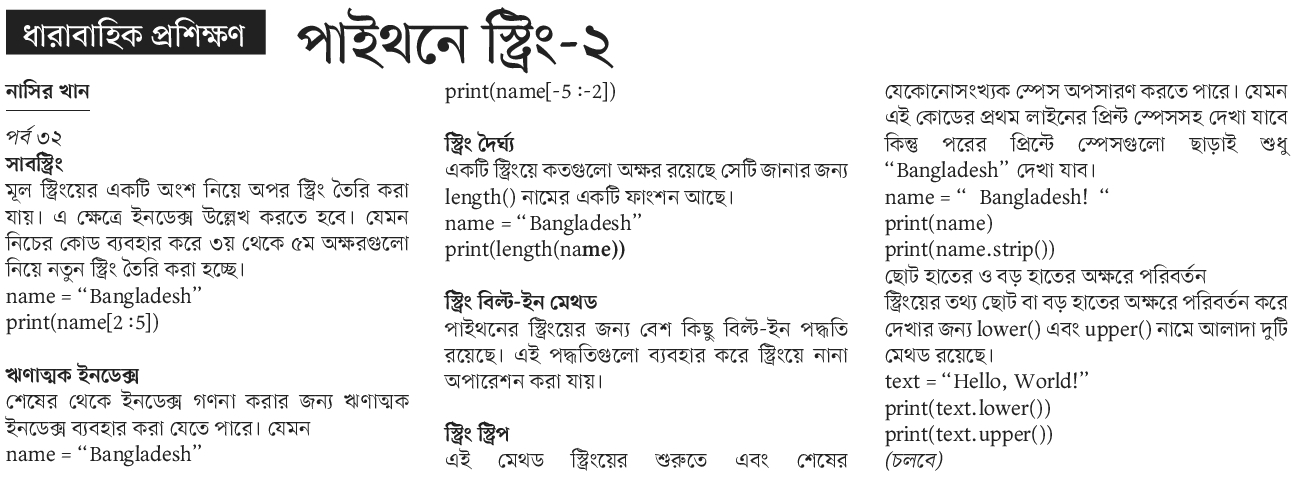 ধারাবাহিক প্রশিক্ষণ
পাইথনে স্ট্রিং-২
নাসির খান
পর্ব ৩২
সাবস্ট্রিং
মূল স্ট্রিংয়ের একটি অংশ নিয়ে অপর স্ট্রিং তৈরি করা
যায়। এ ক্ষেত্রে ইনডেক্স উল্লেখ করতে হবে। যেমন
নিচের কোড ব্যবহার করে ৩য় থেকে ৫ম অক্ষরগুলো
নিয়ে নতুন স্ট্রিং তৈরি করা হচ্ছে।
name = “Bangladesh”
print(name[2 :5])
ঋণাত্মক ইনডেক্স
শেষের থেকে ইনডেক্স গণনা করার জন্য ঋণাত্মক
ইনডেক্স ব্যবহার করা যেতে পারে। যেমন
name = “Bangladesh”
print(name[-5 :-2])
স্ট্রিং দৈর্ঘ্য
একটি স্ট্রিংয়ে কতগুলো অক্ষর রয়েছে সেটি জানার জন্য
length() নামের একটি ফাংশন আছে।
name = “Bangladesh”
print(length(name))
স্ট্রিং বিল্ট-ইন মেথড
পাইথনের স্ট্রিংয়ের জন্য বেশ কিছু বিল্ট-ইন পদ্ধতি
রয়েছে। এই পদ্ধতিগুলো ব্যবহার করে স্ট্রিংয়ে নানা
অপারেশন করা যায়।
স্ট্রিং স্ট্রিপ
এই মেথড স্ট্রিংয়ের শুরুতে এবং শেষের
যেকোনোসংখ্যক স্পেস অপসারণ করতে পারে। যেমন
এই কোডের প্রথম লাইনের প্রিন্ট স্পেসসহ দেখা যাবে
কিন্তু পরের প্রিন্টে স্পেসগুলো ছাড়াই শুধু
“Bangladesh” দেখা যাব।
name = “ Bangladesh! “
print(name)
print(name.strip())
ছোট হাতের ও বড় হাতের অক্ষরে পরিবর্তন
স্ট্রিংয়ের তথ্য ছোট বা বড় হাতের অক্ষরে পরিবর্তন করে
দেখার জন্য lower() এবং upper() নামে আলাদা দুটি
মেথড রয়েছে।
text = “Hello, World!”
print(text.lower())
print(text.upper())
(চলবে)